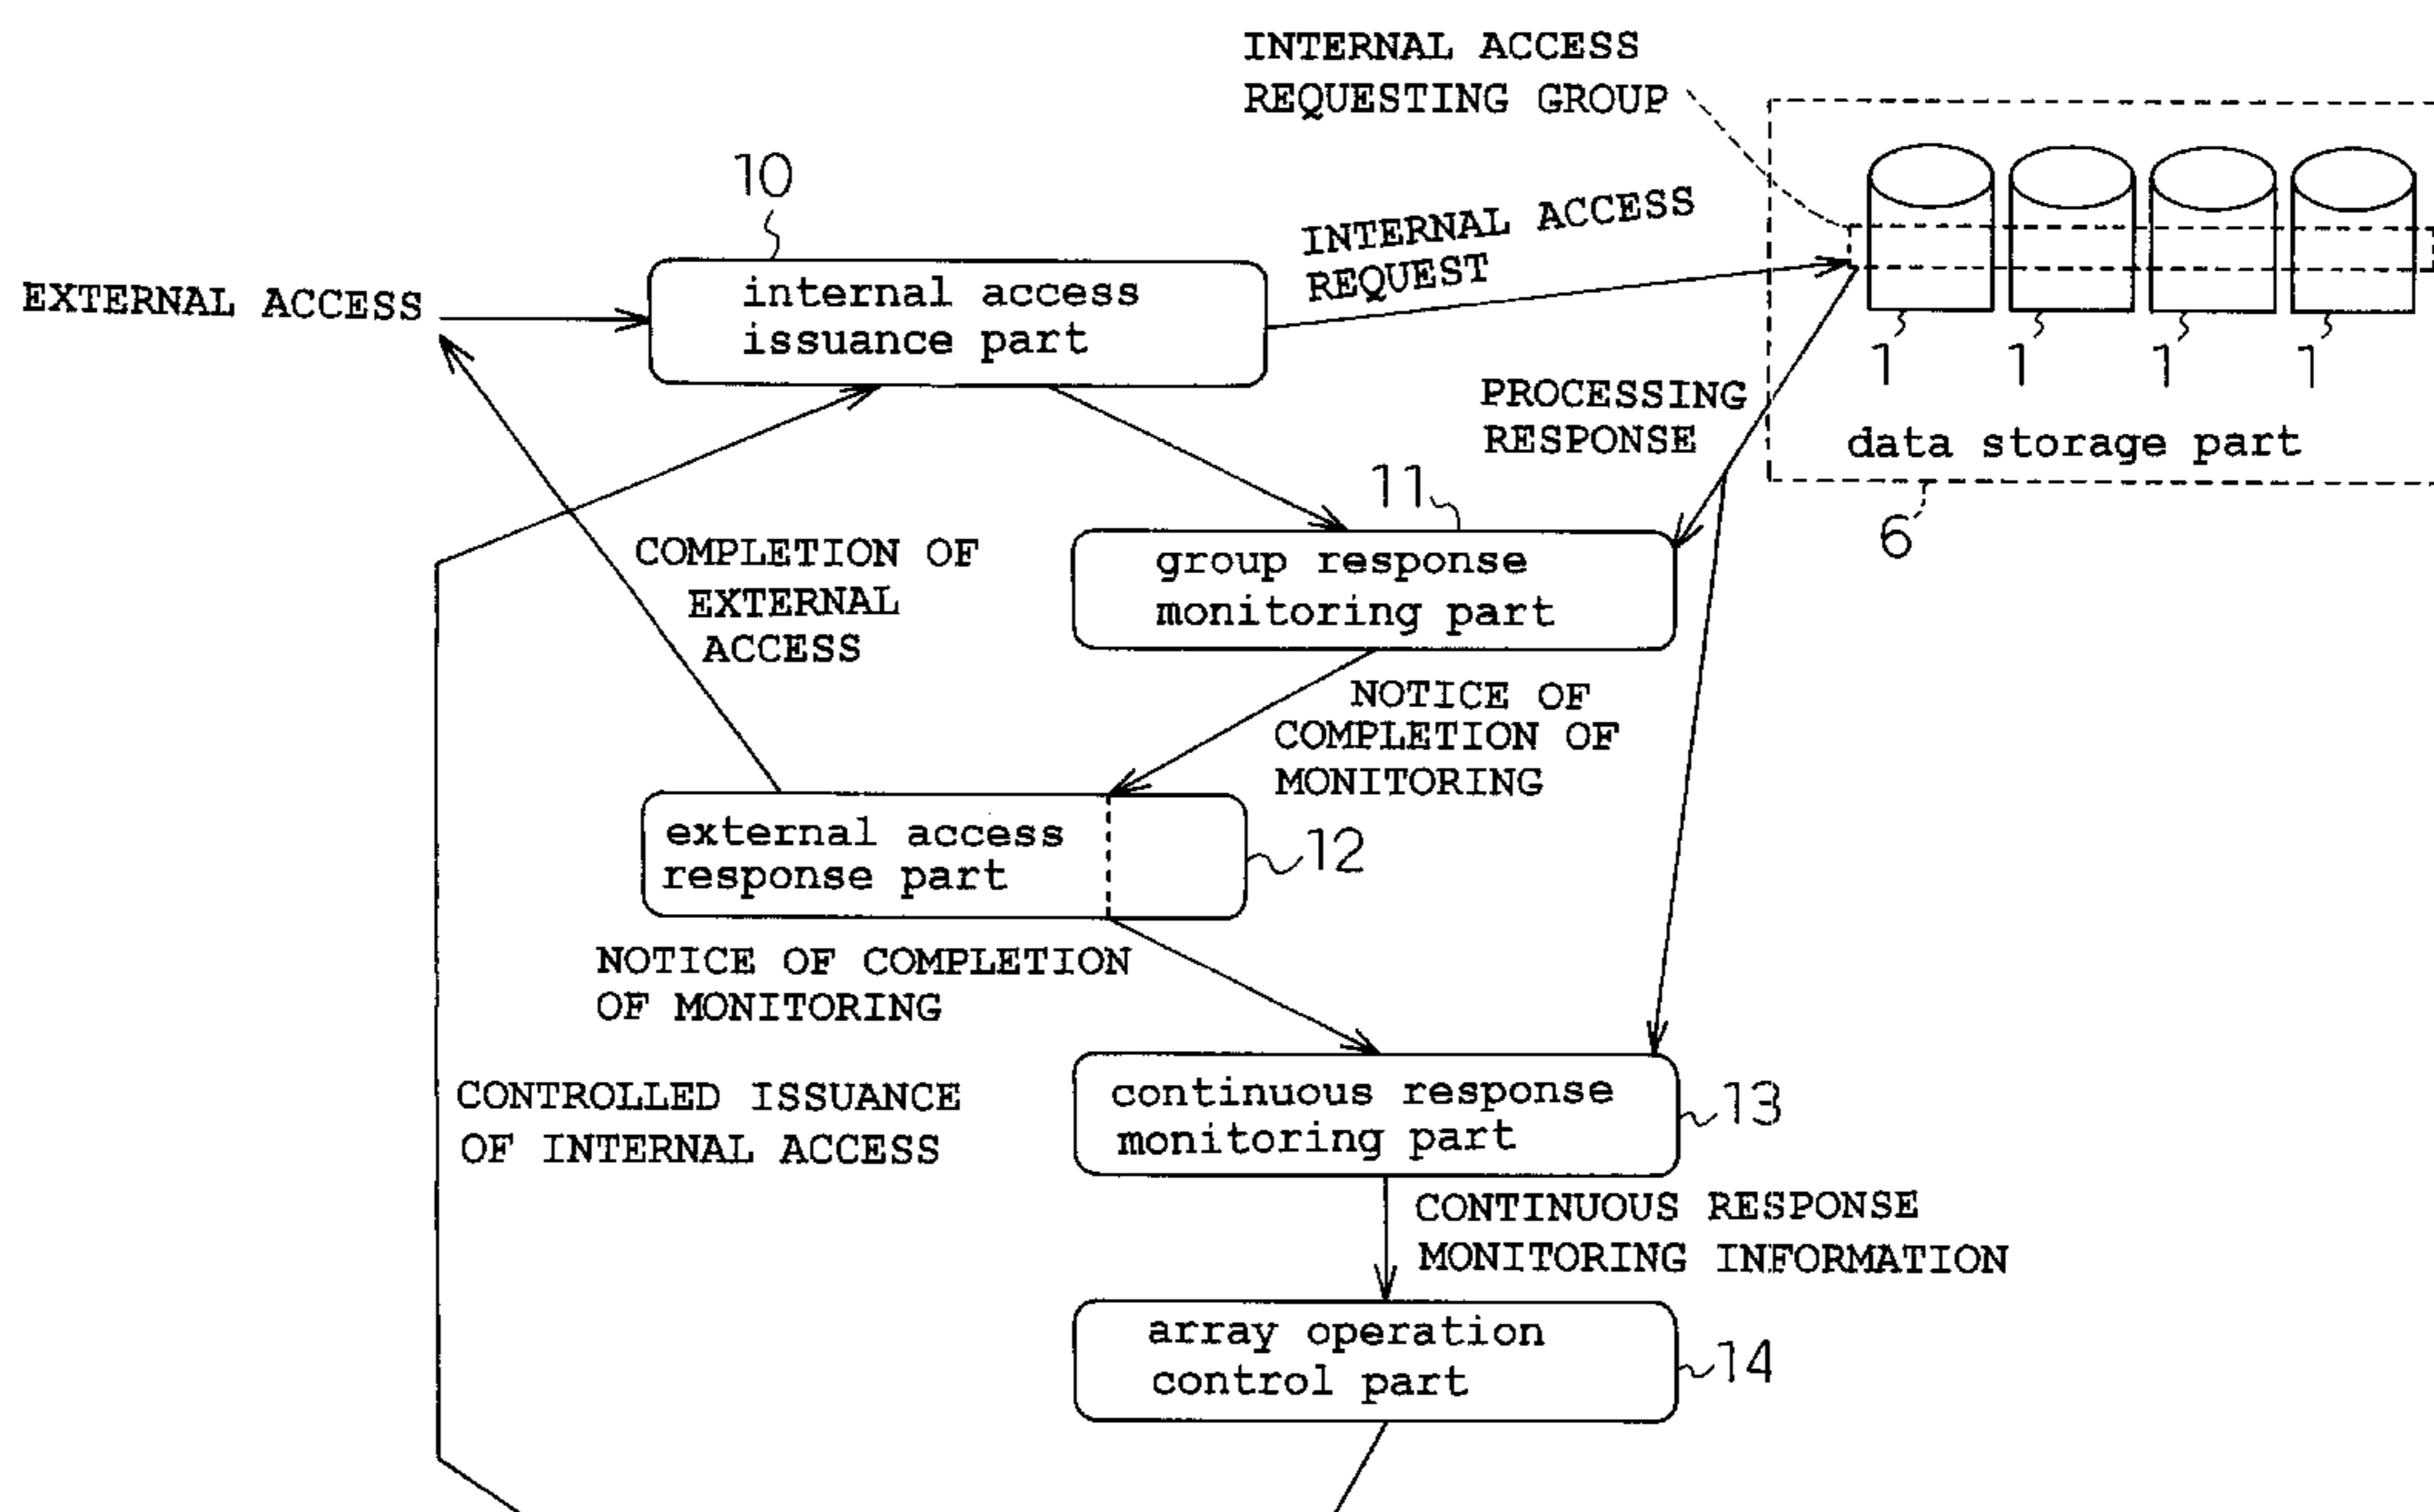 INTERNAL ACCESS
REQUESTING GROUP
10
INTERNAL ACCESS
REQUEST
EXTERNAL ACCESS
internal access
issuance part
1 1 1 1
PROCESSING
RESPONSE
data storage part
6
11
COMPLETION OF
EXTERNAL
ACCESS
group response
monitoring part
NOTICE OF
COMPLETION OF
MONITORING
external access
response part
12
NOTICE OF COMPLETION
OF MONITORING
CONTROLLED ISSUANCE
OF INTERNAL ACCESS
continuous response
monitoring part
13
CONTINUOUS RESPONSE
MONITORING INFORMATION
array operation
control part
14